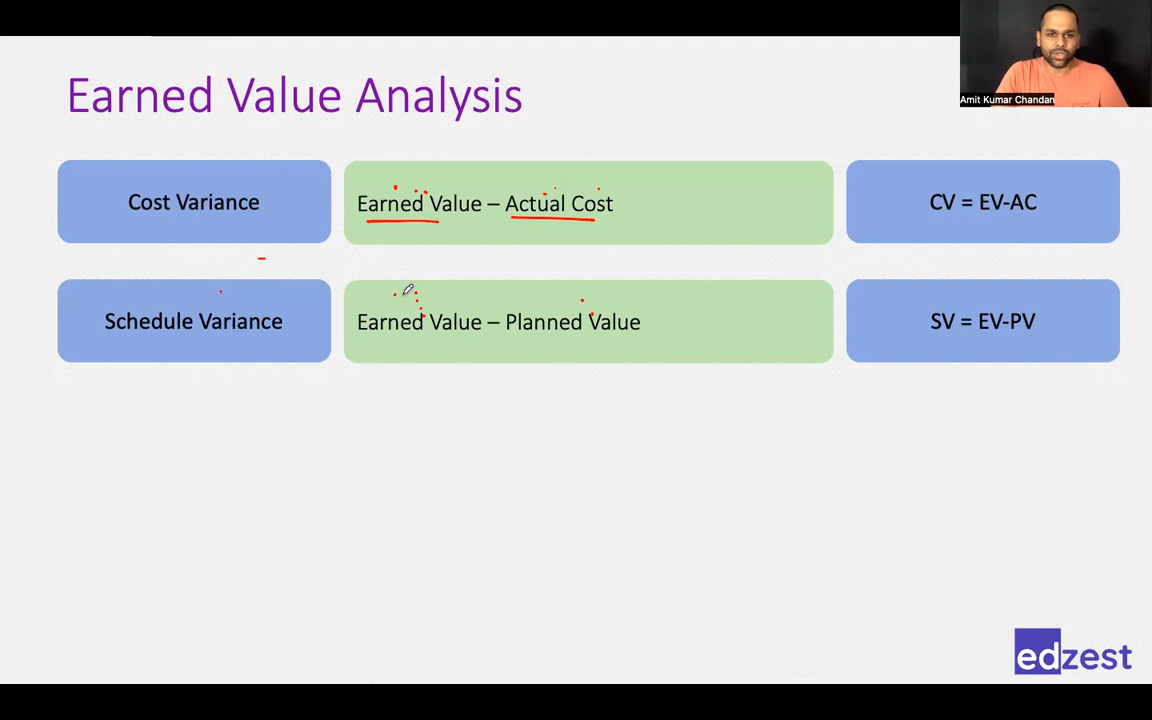 Amit Kumar Chandan
Earned Value Analysis
Cost Variance
Earned Value – Actual Cost
CV = EV-AC
Schedule Variance
Earned Value – Planned Value
SV = EV-PV
edzest